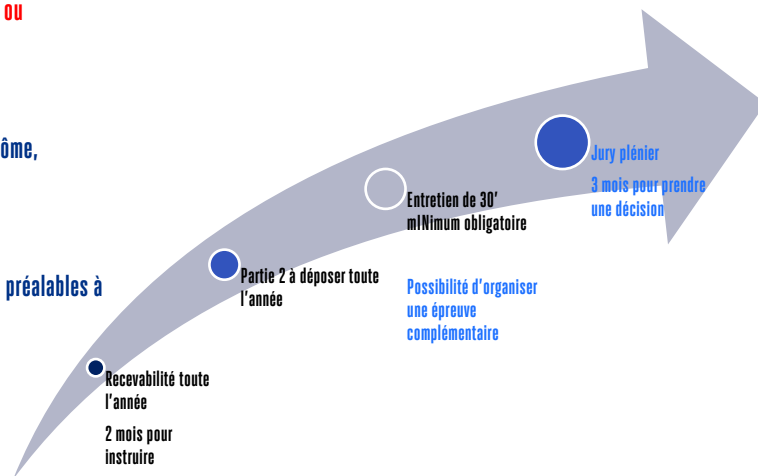 ou
ôme,
préalables à
Recevabilité toute
l'année
2 mois pour
instruire
Partie 2 à déposer toute
l'année
Entretien de 30'
mINimum obligatoire
Possibilité d'organiser
une épreuve
complémentaire
Jury plénier
3 mois pour prendre
une décision